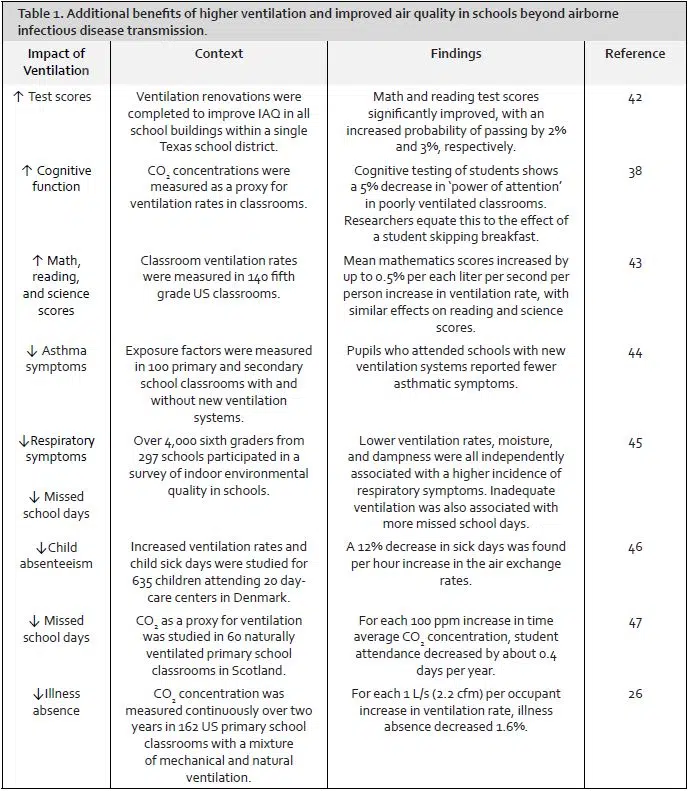 Table 1. Additional benefits of higher ventilation and improved air quality in schools beyond airborne
infectious disease transmission.
Impact of
Ventilation
Context
Findings
Reference
↑ Test scores
Ventilation renovations were
completed to improve IAQ in all
school buildings within a single
Texas school district.
Math and reading test scores
significantly improved, with an
increased probability of passing by 2%
and 3%, respectively.
42
↑ Cognitive
function
CO₂ concentrations were
measured as a proxy for
ventilation rates in classrooms.
Cognitive testing of students shows
a 5% decrease in ‘power of attention’
in poorly ventilated classrooms.
Researchers equate this to the effect of
a student skipping breakfast.
38
↑ Math,
reading,
and science
scores
Classroom ventilation rates
were measured in 140 fifth
grade US classrooms.
Mean mathematics scores increased by
up to 0.5% per each liter per second per
person increase in ventilation rate, with
similar effects on reading and science
scores.
43
↓ Asthma
symptoms
Exposure factors were measured
in 100 primary and secondary
school classrooms with and
without new ventilation
systems.
Pupils who attended schools with new
ventilation systems reported fewer
asthmatic symptoms.
44
↓Respiratory
symptoms
↓ Missed
school days
Over 4,000 sixth graders from
297 schools participated in a
survey of indoor environmental
quality in schools.
Lower ventilation rates, moisture,
and dampness were all independently
associated with a higher incidence of
respiratory symptoms. Inadequate
ventilation was also associated with
more missed school days.
45
↓Child
absenteeism
Increased ventilation rates and
child sick days were studied for
635 children attending 20 day-
care centers in Denmark.
A 12% decrease in sick days was found
per hour increase in the air exchange
rates.
46
↓ Missed
school days
CO₂ as a proxy for ventilation
was studied in 60 naturally
ventilated primary school
classrooms in Scotland.
For each 100 ppm increase in time
average CO₂ concentration, student
attendance decreased by about 0.4
days per year.
47
↓Illness
absence
CO₂ concentration was
measured continuously over two
years in 162 US primary school
classrooms with a mixture
of mechanical and natural
ventilation.
For each 1 L/s (2.2 cfm) per occupant
increase in ventilation rate, illness
absence decreased 1.6%.
26